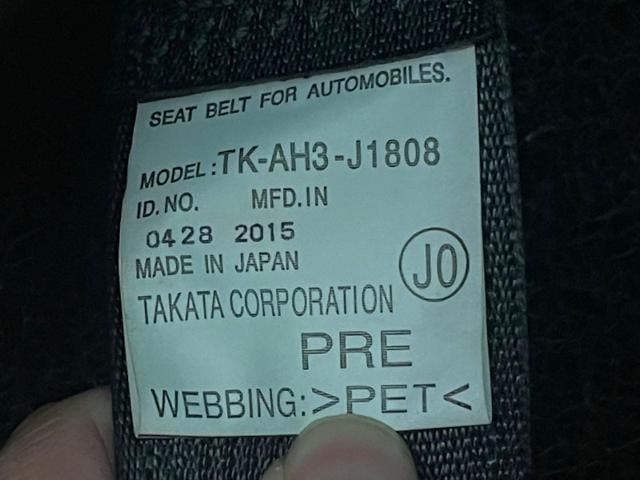 SEAT BELT FOR AUTOMOBILES.
MODEL:TK-AH3-J1808
ID.NO. MFD.IN
0428 2015
MADE IN JAPAN
JO
TAKATA CORPORATION
PRE
WEBBING:>PET<